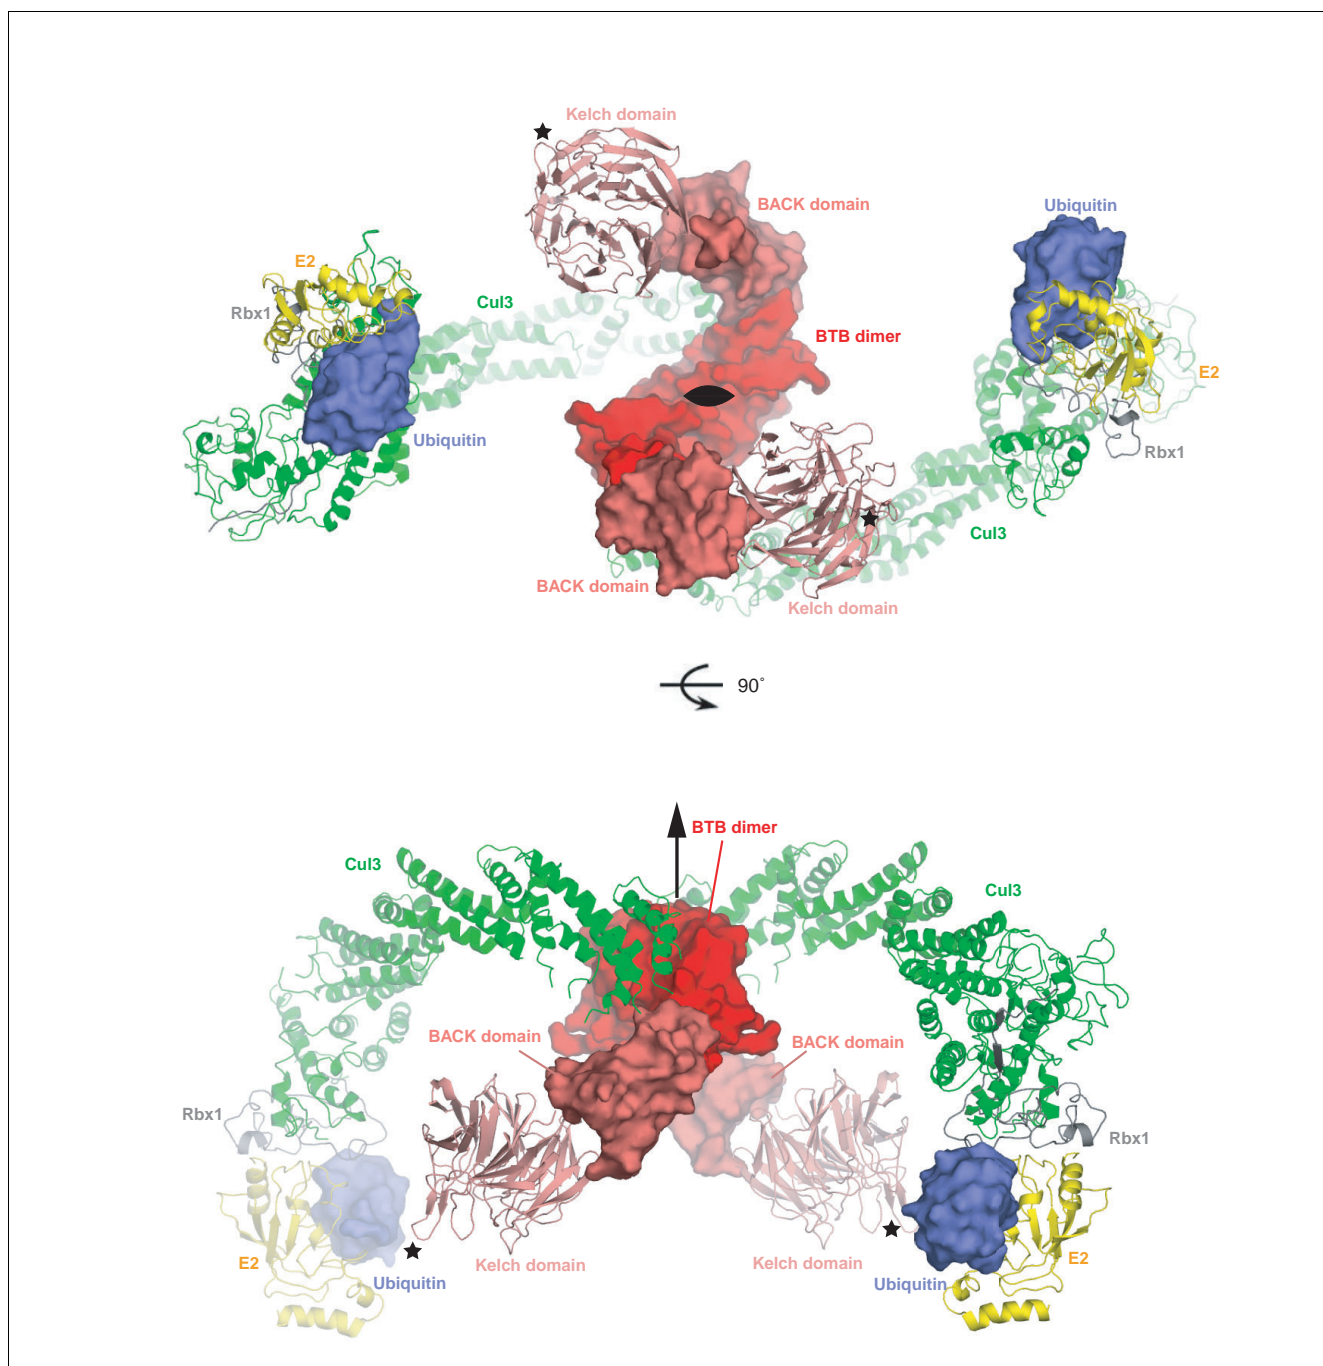 Kelch domain
BACK domain
Ubiquitin
E2
Rbx1
Cul3
BTB dimer
E2
Ubiquitin
Rbx1
Cul3
BACK domain
Kelch domain
90°
BTB dimer
Cul3
Cul3
BACK domain
BACK domain
Rbx1
Rbx1
E2
Kelch domain
Kelch domain
E2
Ubiquitin
Ubiquitin